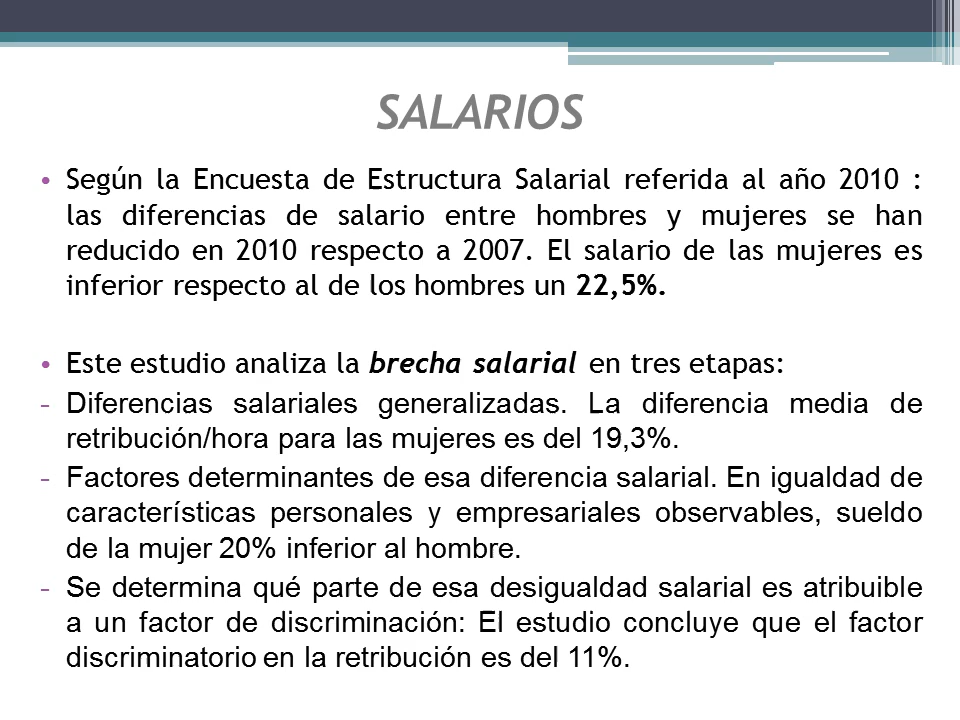 SALARIOS
• Según la Encuesta de Estructura Salarial referida al año 2010 :
las diferencias de salario entre hombres y mujeres se han
reducido en 2010 respecto a 2007. El salario de las mujeres es
inferior respecto al de los hombres un 22,5%.
• Este estudio analiza la brecha salarial en tres etapas:
- Diferencias salariales generalizadas. La diferencia media de
retribución/hora para las mujeres es del 19,3%.
- Factores determinantes de esa diferencia salarial. En igualdad de
características personales y empresariales observables, sueldo
de la mujer 20% inferior al hombre.
- Se determina qué parte de esa desigualdad salarial es atribuible
a un factor de discriminación: El estudio concluye que el factor
discriminatorio en la retribución es del 11%.